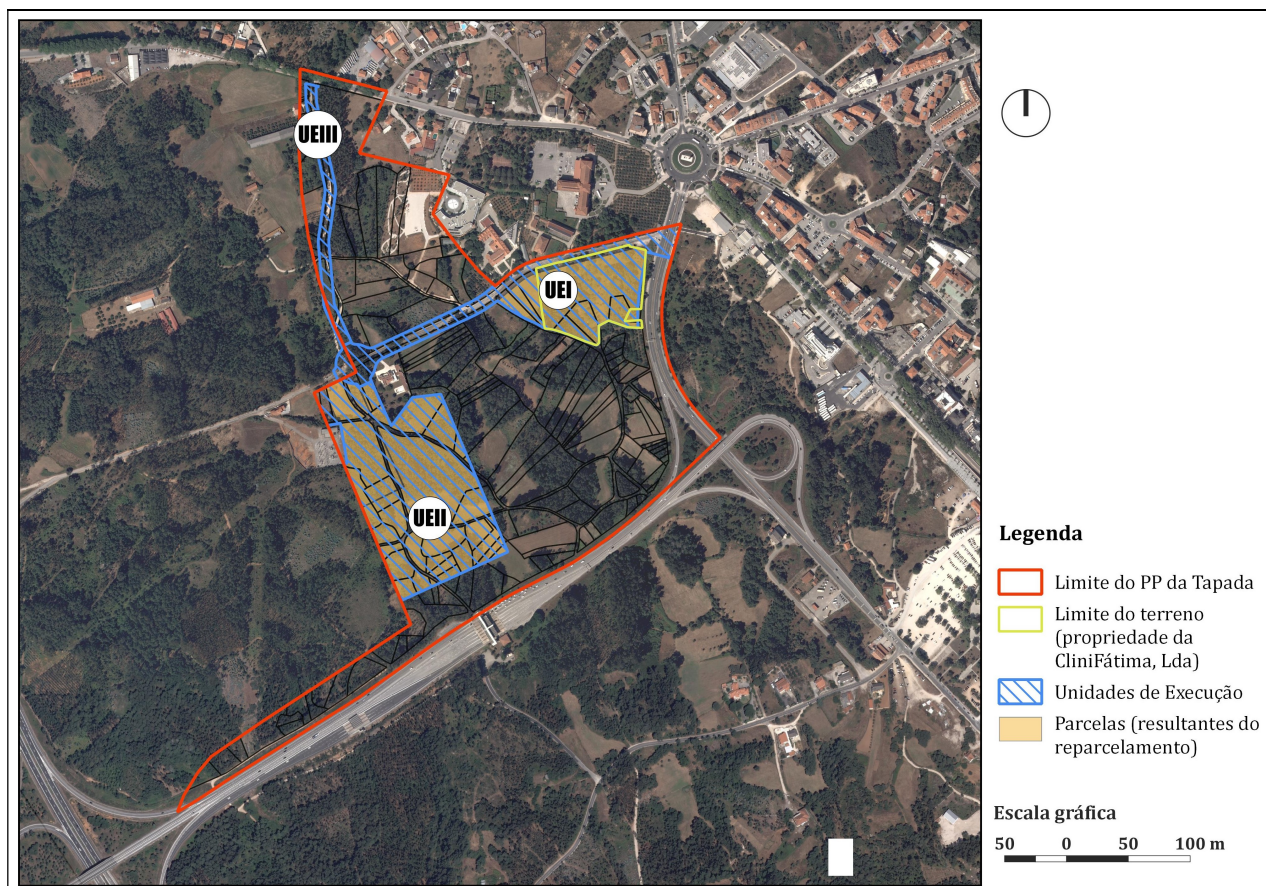 UEIII
UEI
UEII
Legenda
Limite do PP da Tapada
Limite do terreno
(propriedade da
CliniFátima, Lda)
Unidades de Execução
Parcelas (resultantes do
reparcelamento)
Escala gráfica
50 0 50 100 m